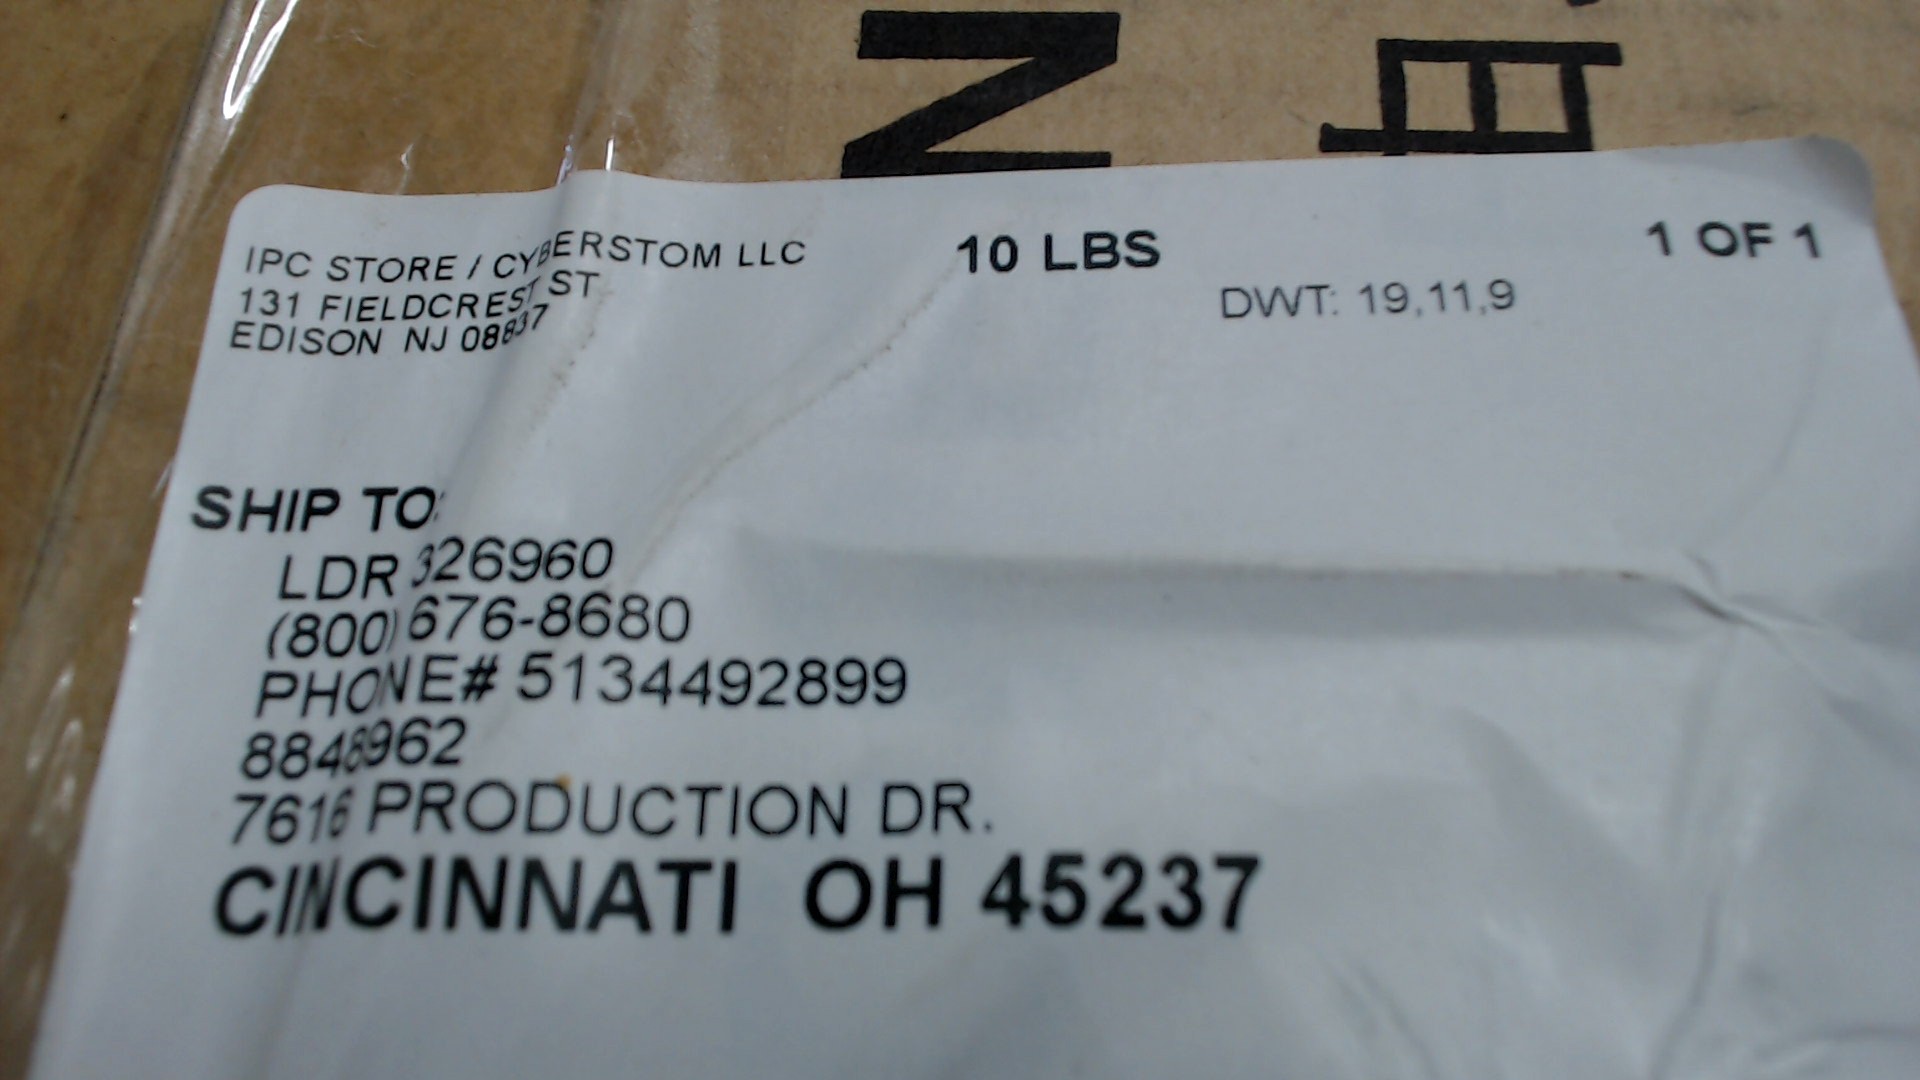 IPC STORE / CYBERSTOM LLC
131 FIELDCREST ST
EDISON NJ 08837
10 LBS
1 OF 1
DWT: 19,11,9
SHIP TO:
LDR 326960
(800) 676-8680
PHONE# 5134492899
8848962
7616 PRODUCTION DR.
CINCINNATI OH 45237